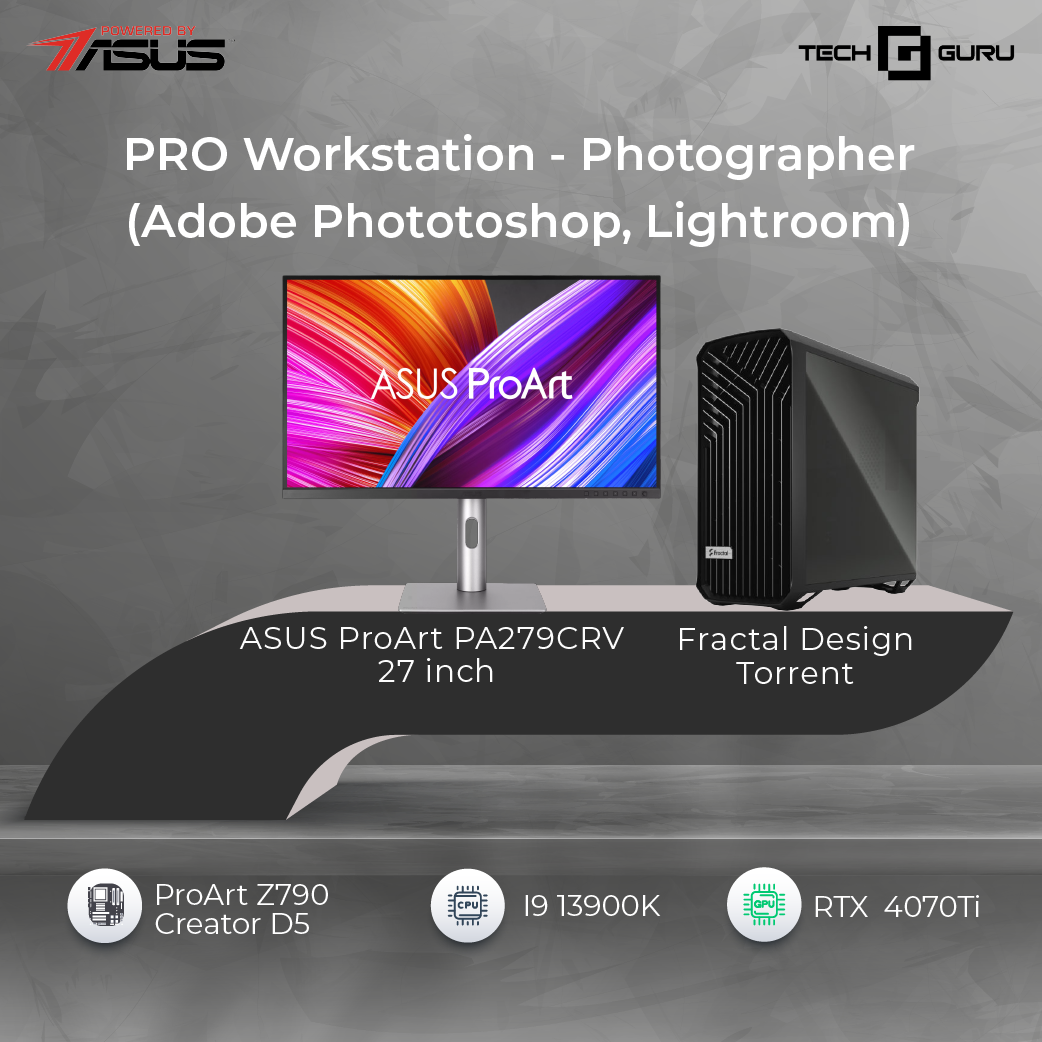 POWERED BY
ASUS
TECH GURU
PRO Workstation - Photographer
(Adobe Phototoshop, Lightroom)
ASUS ProArt
Fractal
ASUS ProArt PA279CRV
27 inch
Fractal Design
Torrent
ProArt Z790
Creator D5
CPU
I9 13900K
GPU
RTX 4070Ti